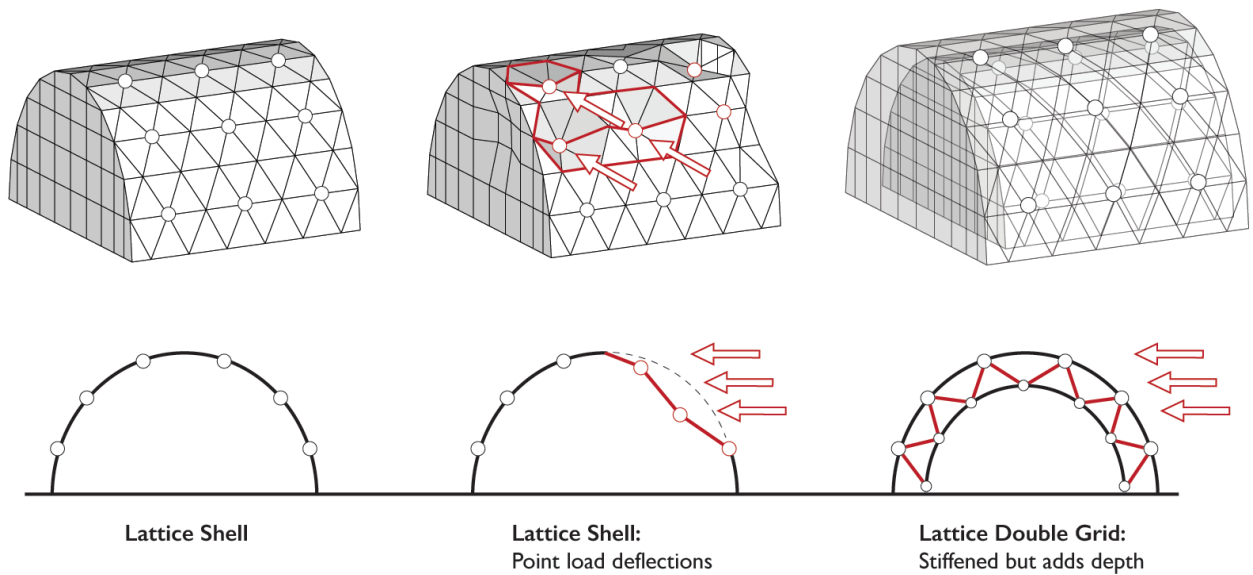 Lattice Shell
Lattice Shell:
Point load deflections
Lattice Double Grid:
Stiffened but adds depth